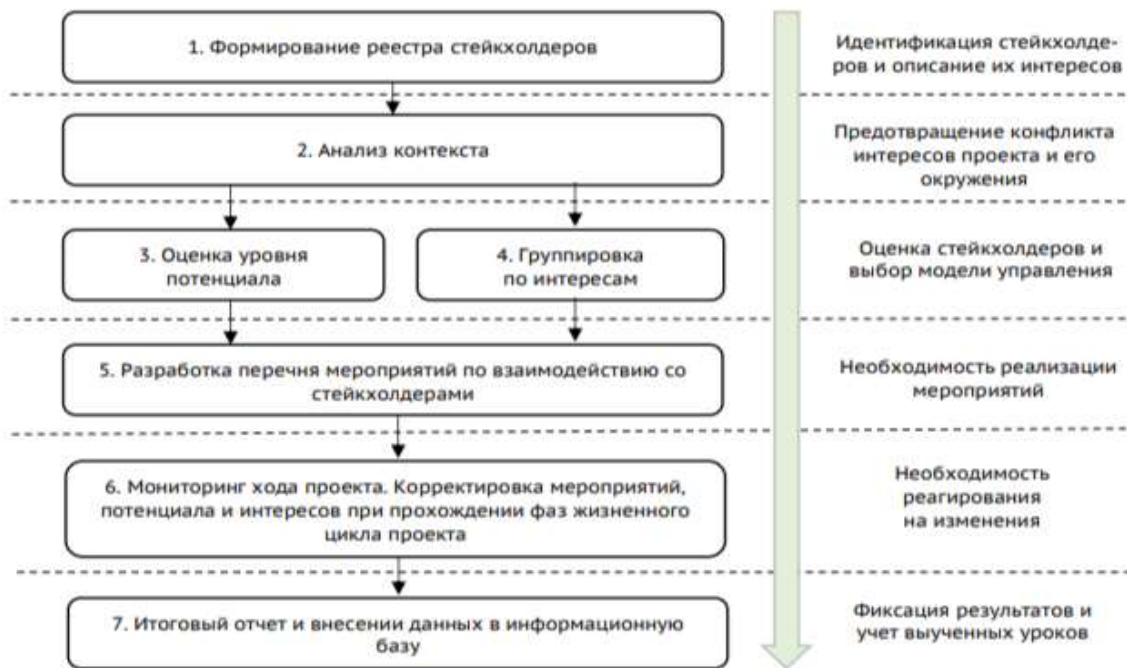 1. Формирование реестра стейкхолдеров
Идентификация стейкхолде-
ров и описание их интересов
2. Анализ контекста
Предотвращение конфликта
интересов проекта и его
окружения
3. Оценка уровня
потенциала
4. Группировка
по интересам
Оценка стейкхолдеров и
выбор модели управления
5. Разработка перечня мероприятий по взаимодействию со
стейкхолдерами
Необходимость реализации
мероприятий
6. Мониторинг хода проекта. Корректировка мероприятий,
потенциала и интересов при прохождении фаз жизненного
цикла проекта
Необходимость
реагирования
на изменения
7. Итоговый отчет и внесении данных в информационную
базу
Фиксация результатов и
учет выученных уроков